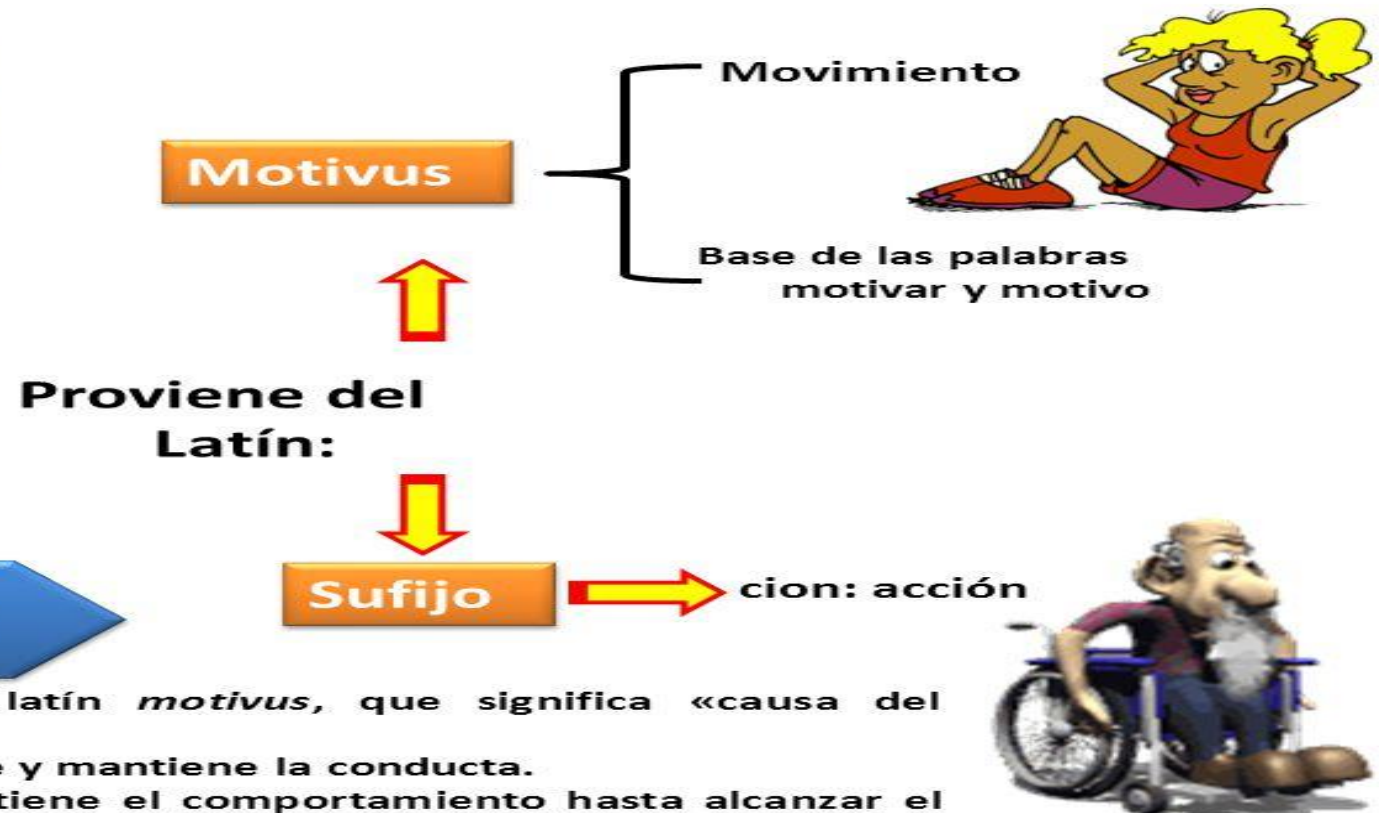 Movimiento
Motivus
Base de las palabras
motivar y motivo
Proviene del
Latín:
Sufijo
cion: acción
latín motivus, que significa «causa del
y mantiene la conducta.
tiene el comportamiento hasta alcanzar el